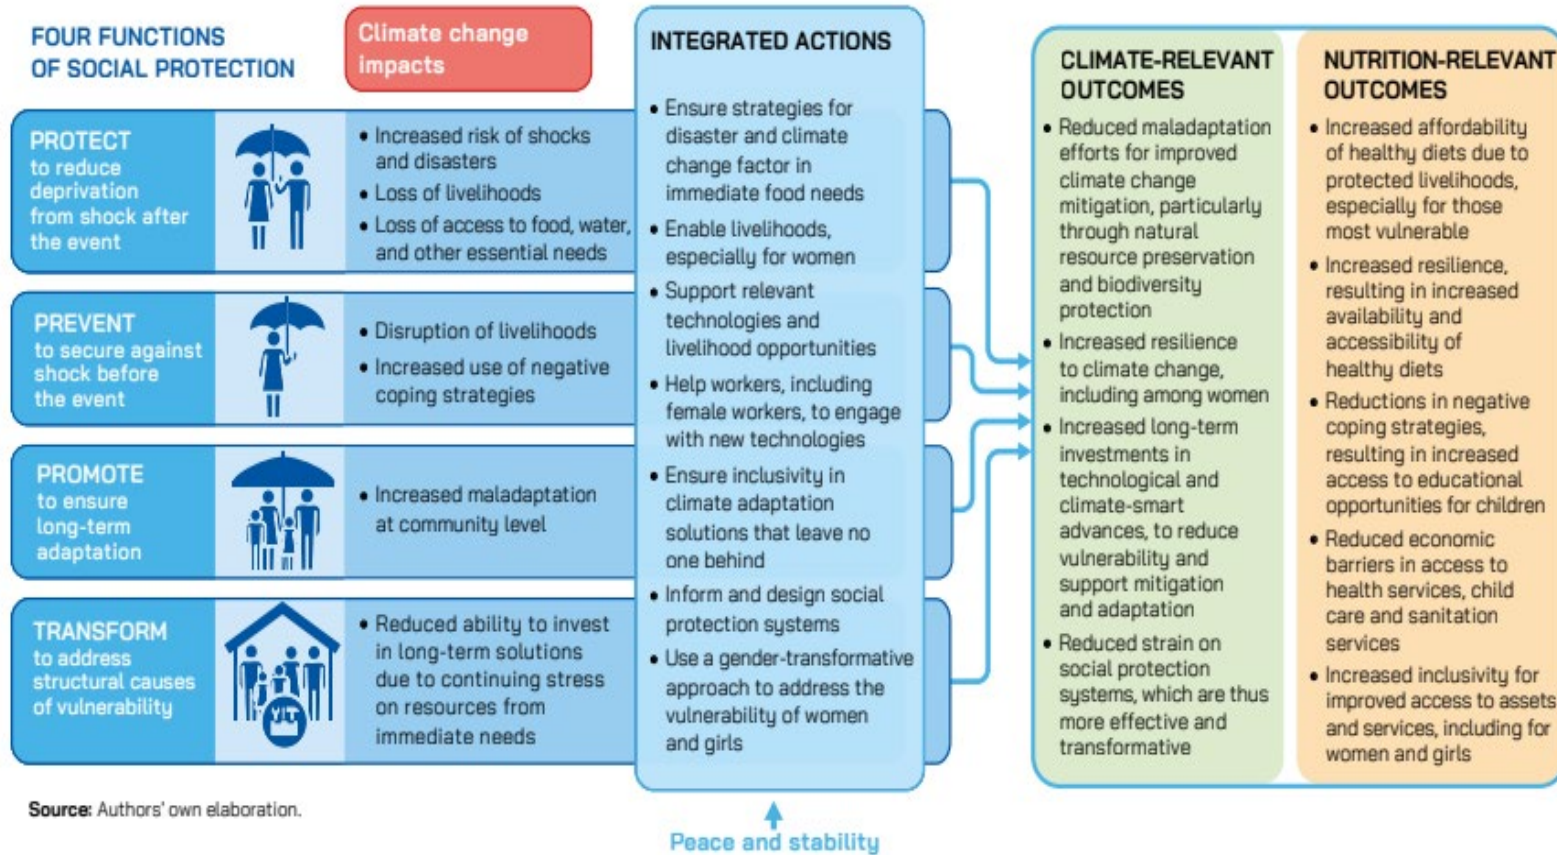 FOUR FUNCTIONS
OF SOCIAL PROTECTION
Climate change
impacts
INTEGRATED ACTIONS
CLIMATE-RELEVANT
OUTCOMES
NUTRITION-RELEVANT
OUTCOMES
PROTECT
to reduce
deprivation
from shock after
the event
• Increased risk of shocks
and disasters
• Loss of livelihoods
• Loss of access to food, water,
and other essential needs
PREVENT
to secure against
shock before
the event
• Disruption of livelihoods
• Increased use of negative
coping strategies
PROMOTE
to ensure
long-term
adaptation
• Increased maladaptation
at community level
TRANSFORM
to address
structural causes
of vulnerability
• Reduced ability to invest
in long-term solutions
due to continuing stress
on resources from
immediate needs
• Ensure strategies for
disaster and climate
change factor in
immediate food needs
• Enable livelihoods,
especially for women
• Support relevant
technologies and
livelihood opportunities
• Help workers, including
female workers, to engage
with new technologies
• Ensure inclusivity in
climate adaptation
solutions that leave no
one behind
• Inform and design social
protection systems
• Use a gender-transformative
approach to address the
vulnerability of women
and girls
• Reduced maladaptation
efforts for improved
climate change
mitigation, particularly
through natural
resource preservation
and biodiversity
protection
• Increased resilience
to climate change,
including among women
• Increased long-term
investments in
technological and
climate-smart
advances, to reduce
vulnerability and
support mitigation
and adaptation
• Reduced strain on
social protection
systems, which are thus
more effective and
transformative
• Increased affordability
of healthy diets due to
protected livelihoods,
especially for those
most vulnerable
• Increased resilience,
resulting in increased
availability and
accessibility of
healthy diets
• Reductions in negative
coping strategies,
resulting in increased
access to educational
opportunities for children
• Reduced economic
barriers in access to
health services, child
care and sanitation
services
• Increased inclusivity for
improved access to assets
and services, including for
women and girls
Source: Authors' own elaboration.
Peace and stability